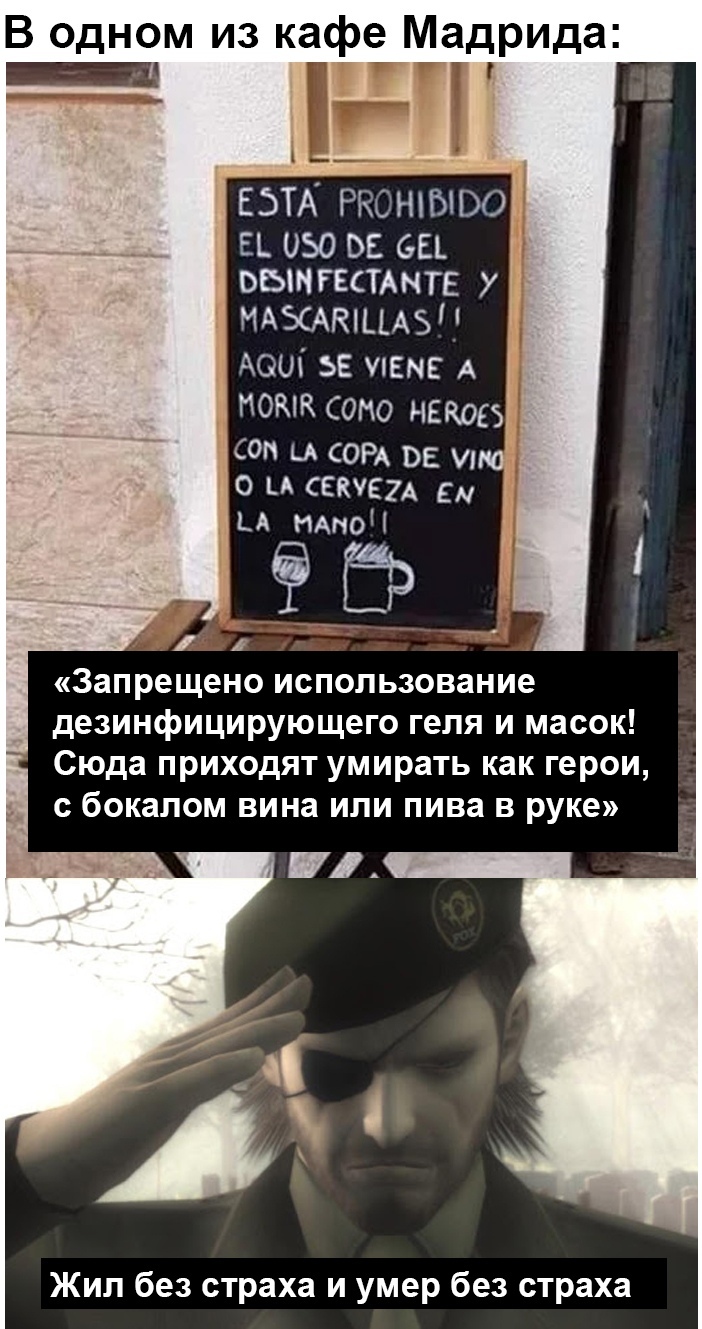 В одном из кафе Мадрида:
ESTÁ PROHIBIDO
EL USO DE GEL
DESINFECTANTE Y
MASCARILLAS!!
AQUÍ SE VIENE A
MORIR COMO HEROES
CON LA COPA DE VINO
O LA CERVEZA EN
LA MANO!!
«Запрещено использование
дезинфицирующего геля и масок!
Сюда приходят умирать как герои,
с бокалом вина или пива в руке»
FOX
Жил без страха и умер без страха